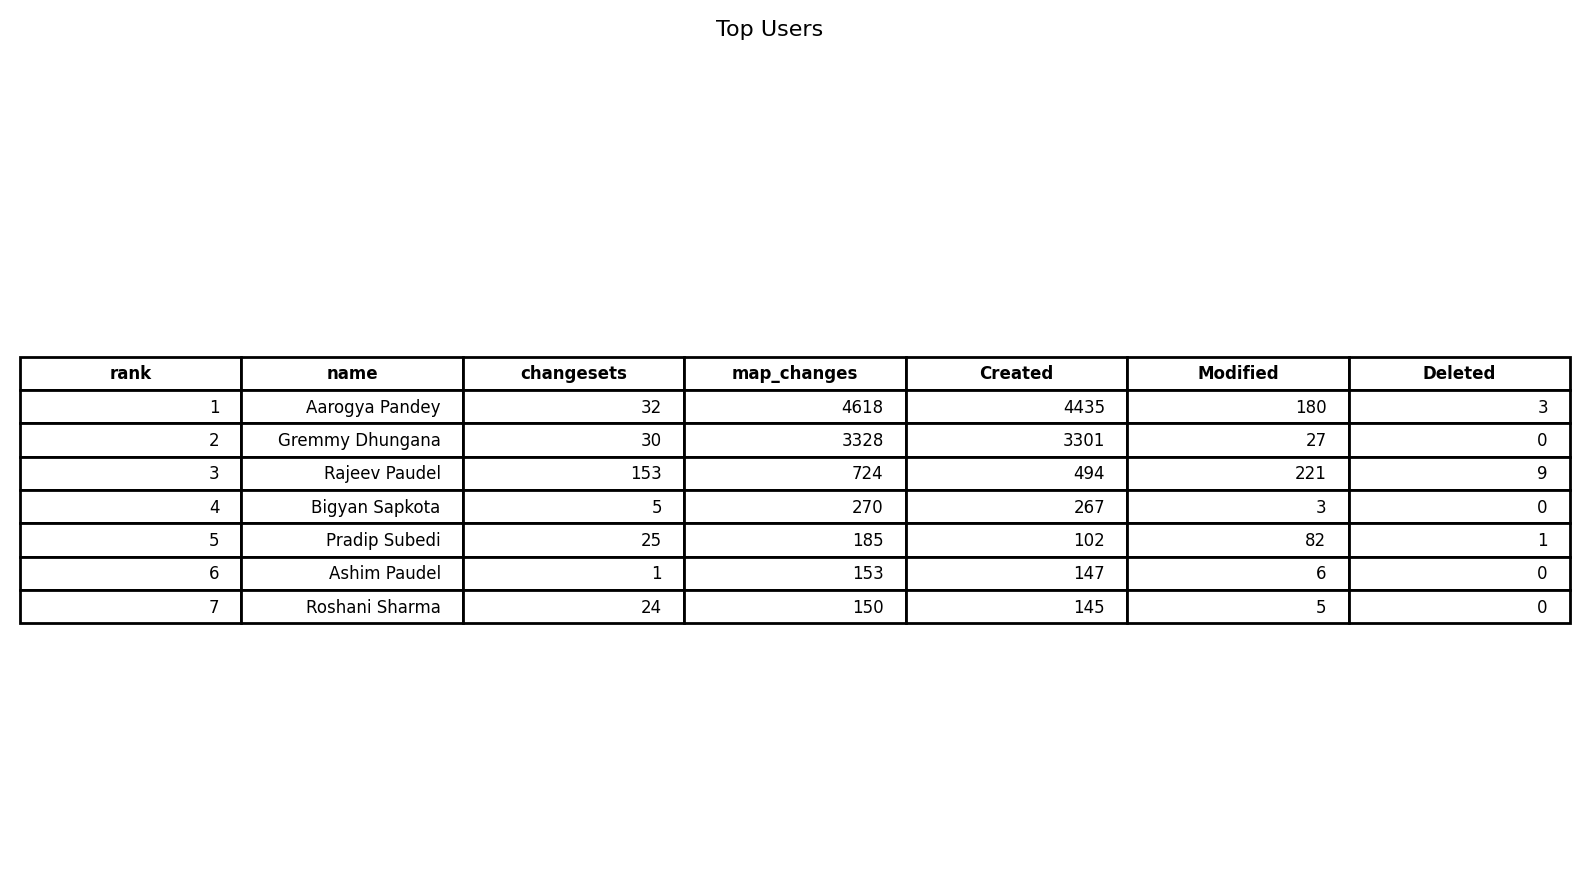 Top Users
rank name changesets map_changes Created Modified Deleted
1 Aarogya Pandey 32 4618 4435 180 3
2 Gremmy Dhungana 30 3328 3301 27 0
3 Rajeev Paudel 153 724 494 221 9
4 Bigyan Sapkota 5 270 267 3 0
5 Pradip Subedi 25 185 102 82 1
6 Ashim Paudel 1 153 147 6 0
7 Roshani Sharma 24 150 145 5 0